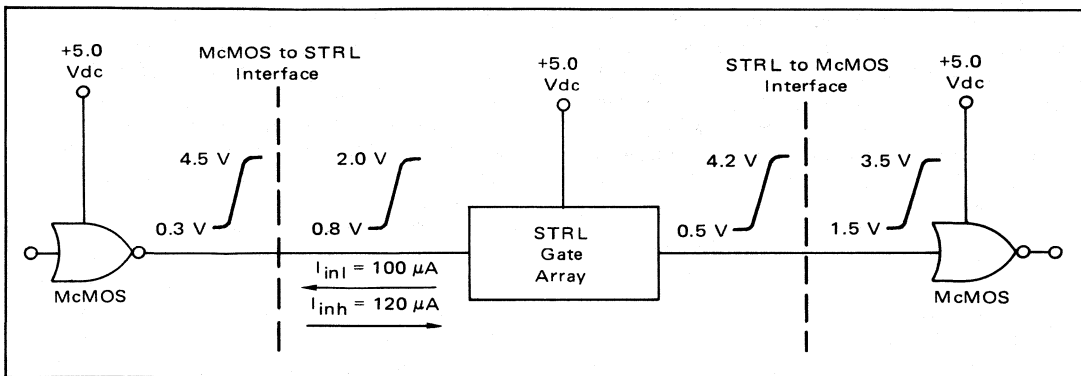 +5.0
Vdc
McMOS to STRL
Interface
+5.0
Vdc
STRL to McMOS
Interface
+5.0
Vdc
4.5 V
0.3 V
2.0 V
0.8 V
4.2 V
0.5 V
3.5 V
1.5 V
STRL
Gate
Array
McMOS
Iinl = 100 μA
Iinh = 120 μA
McMOS